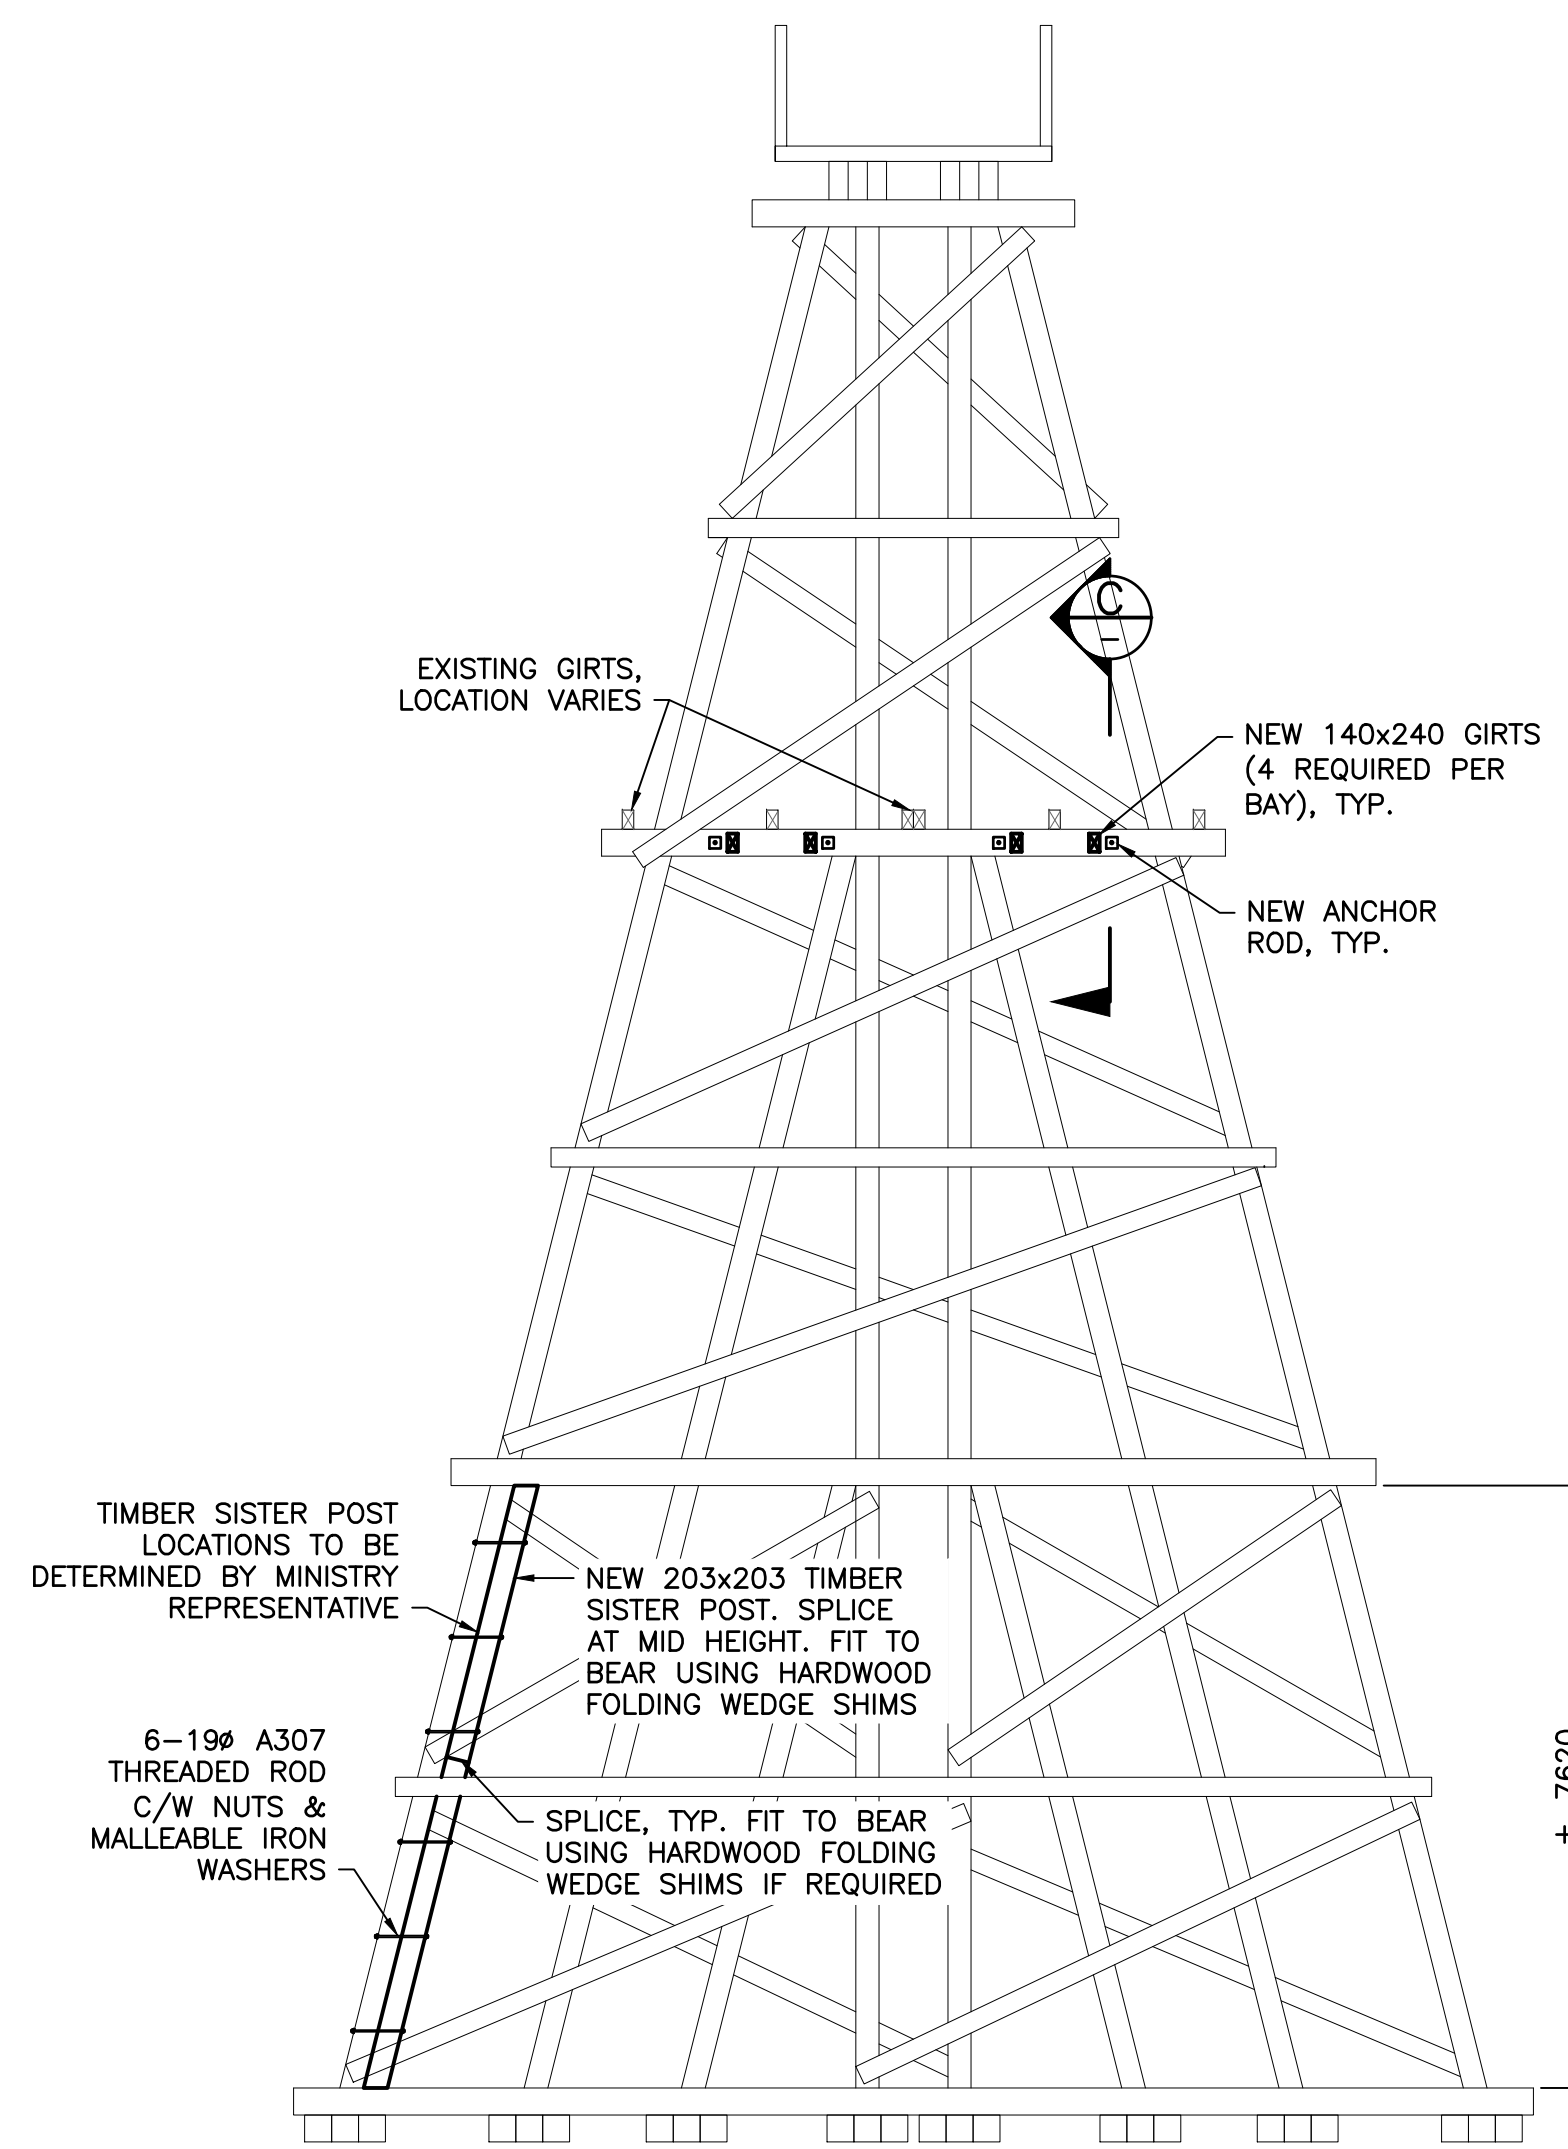 C
–
EXISTING GIRTS,
LOCATION VARIES
NEW 140x240 GIRTS
(4 REQUIRED PER
BAY), TYP.
NEW ANCHOR
ROD, TYP.
TIMBER SISTER POST
LOCATIONS TO BE
DETERMINED BY MINISTRY
REPRESENTATIVE
NEW 203x203 TIMBER
SISTER POST. SPLICE
AT MID HEIGHT. FIT TO
BEAR USING HARDWOOD
FOLDING WEDGE SHIMS
6-19ø A307
THREADED ROD
C/W NUTS &
MALLEABLE IRON
WASHERS
SPLICE, TYP. FIT TO BEAR
USING HARDWOOD FOLDING
WEDGE SHIMS IF REQUIRED
7620